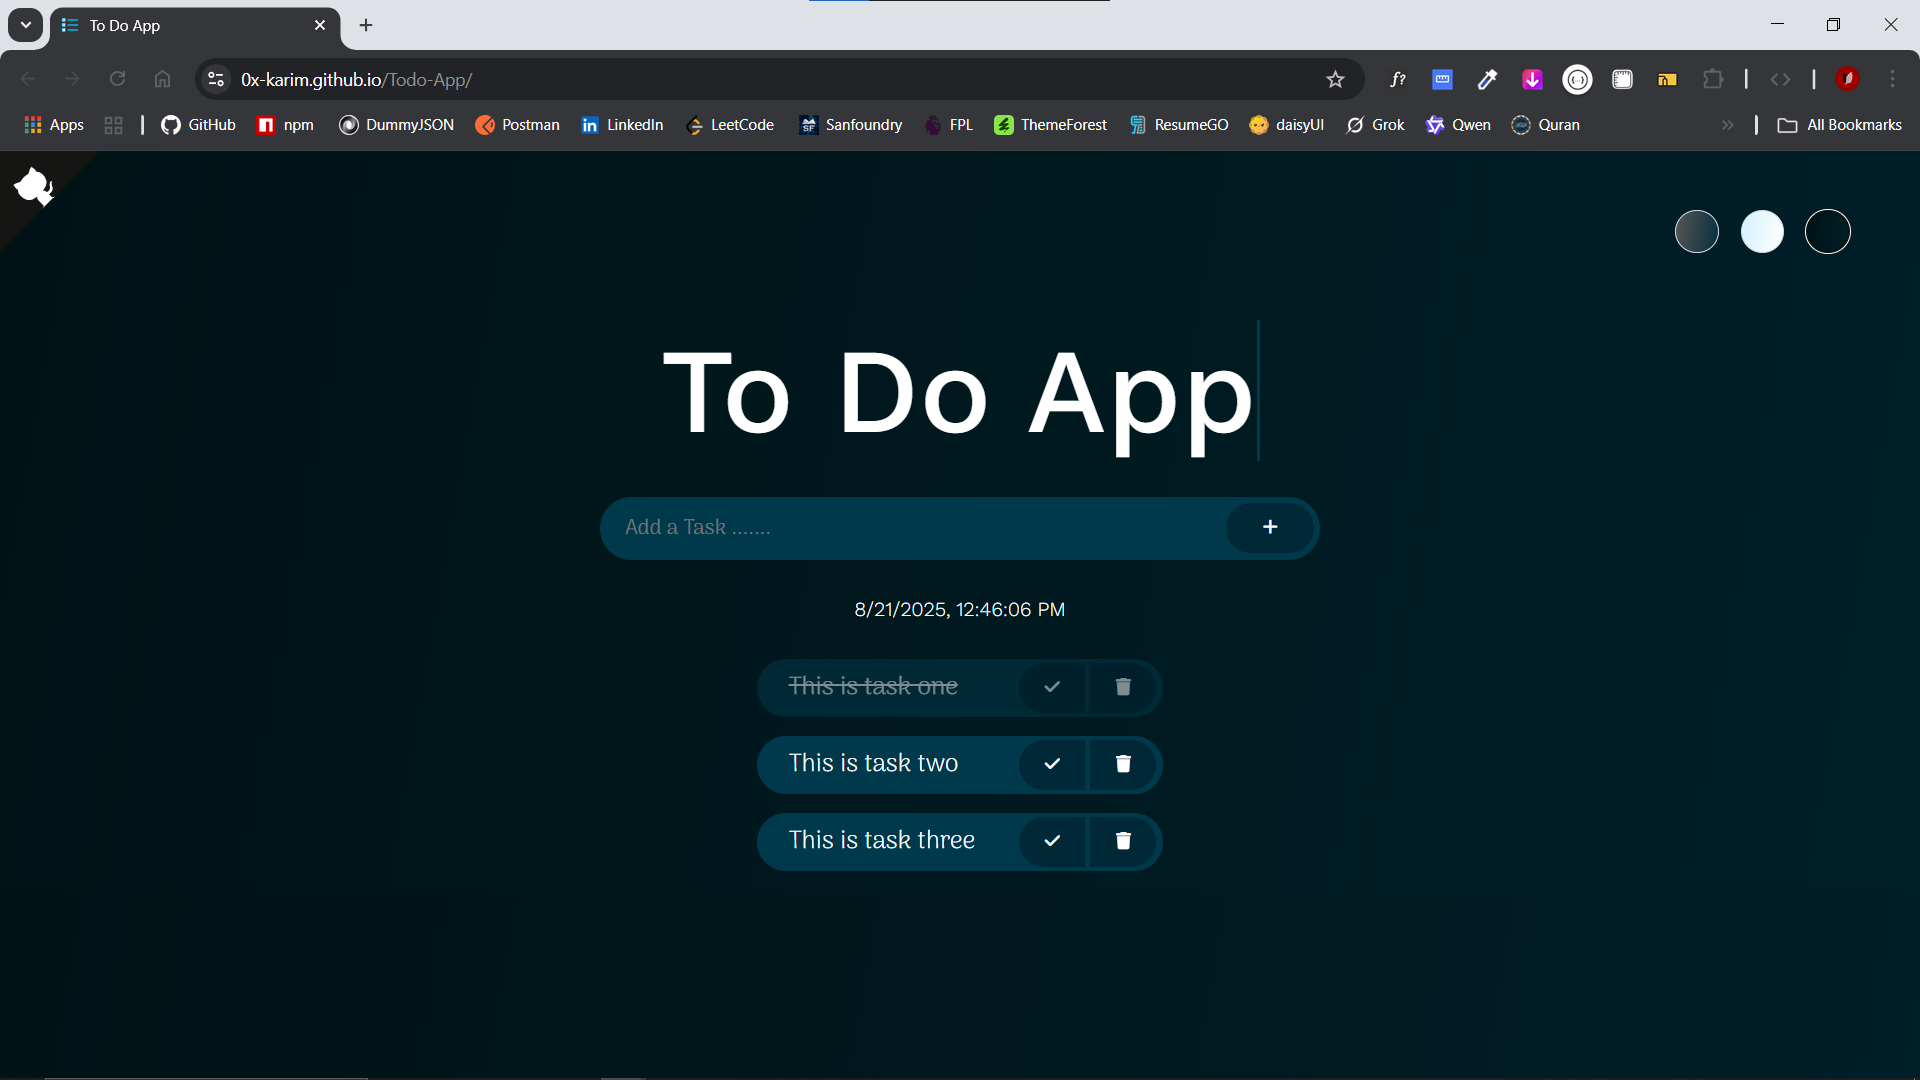 To Do App
0x-karim.github.io/Todo-App/
f?
Apps GitHub npm DummyJSON Postman LinkedIn LeetCode Sanfoundry FPL ThemeForest ResumeGO daisyUI Grok Qwen Quran All Bookmarks
To Do App
Add a Task .......
8/21/2025, 12:46:06 PM
This is task one
This is task two
This is task three